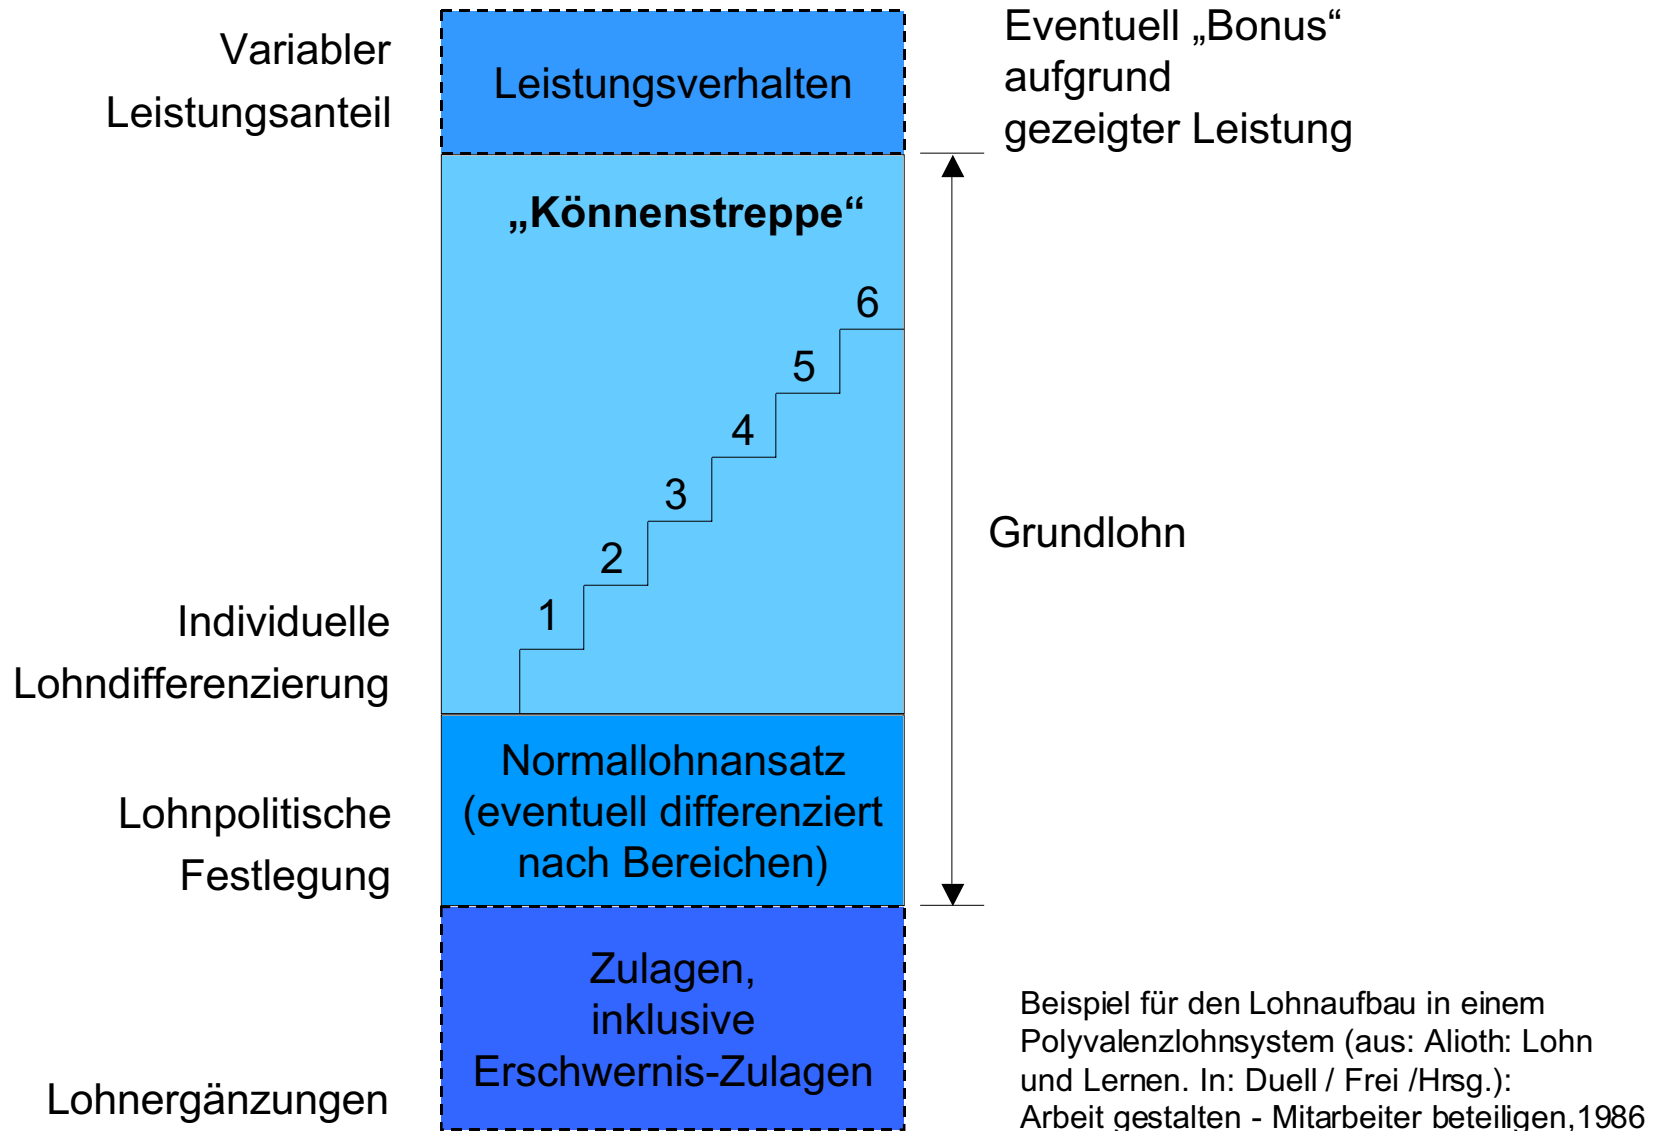 Variabler
Leistungsanteil
Leistungsverhalten
Eventuell „Bonus“
aufgrund
gezeigter Leistung
„Könnenstreppe“
6
5
4
3
2
1
Grundlohn
Individuelle
Lohndifferenzierung
Lohnpolitische
Festlegung
Normallohnansatz
(eventuell differenziert
nach Bereichen)
Zulagen,
inklusive
Erschwernis-Zulagen
Lohnergänzungen
Beispiel für den Lohnaufbau in einem
Polyvalenzlohnsystem (aus: Alioth: Lohn
und Lernen. In: Duell / Frei /Hrsg.):
Arbeit gestalten - Mitarbeiter beteiligen,1986